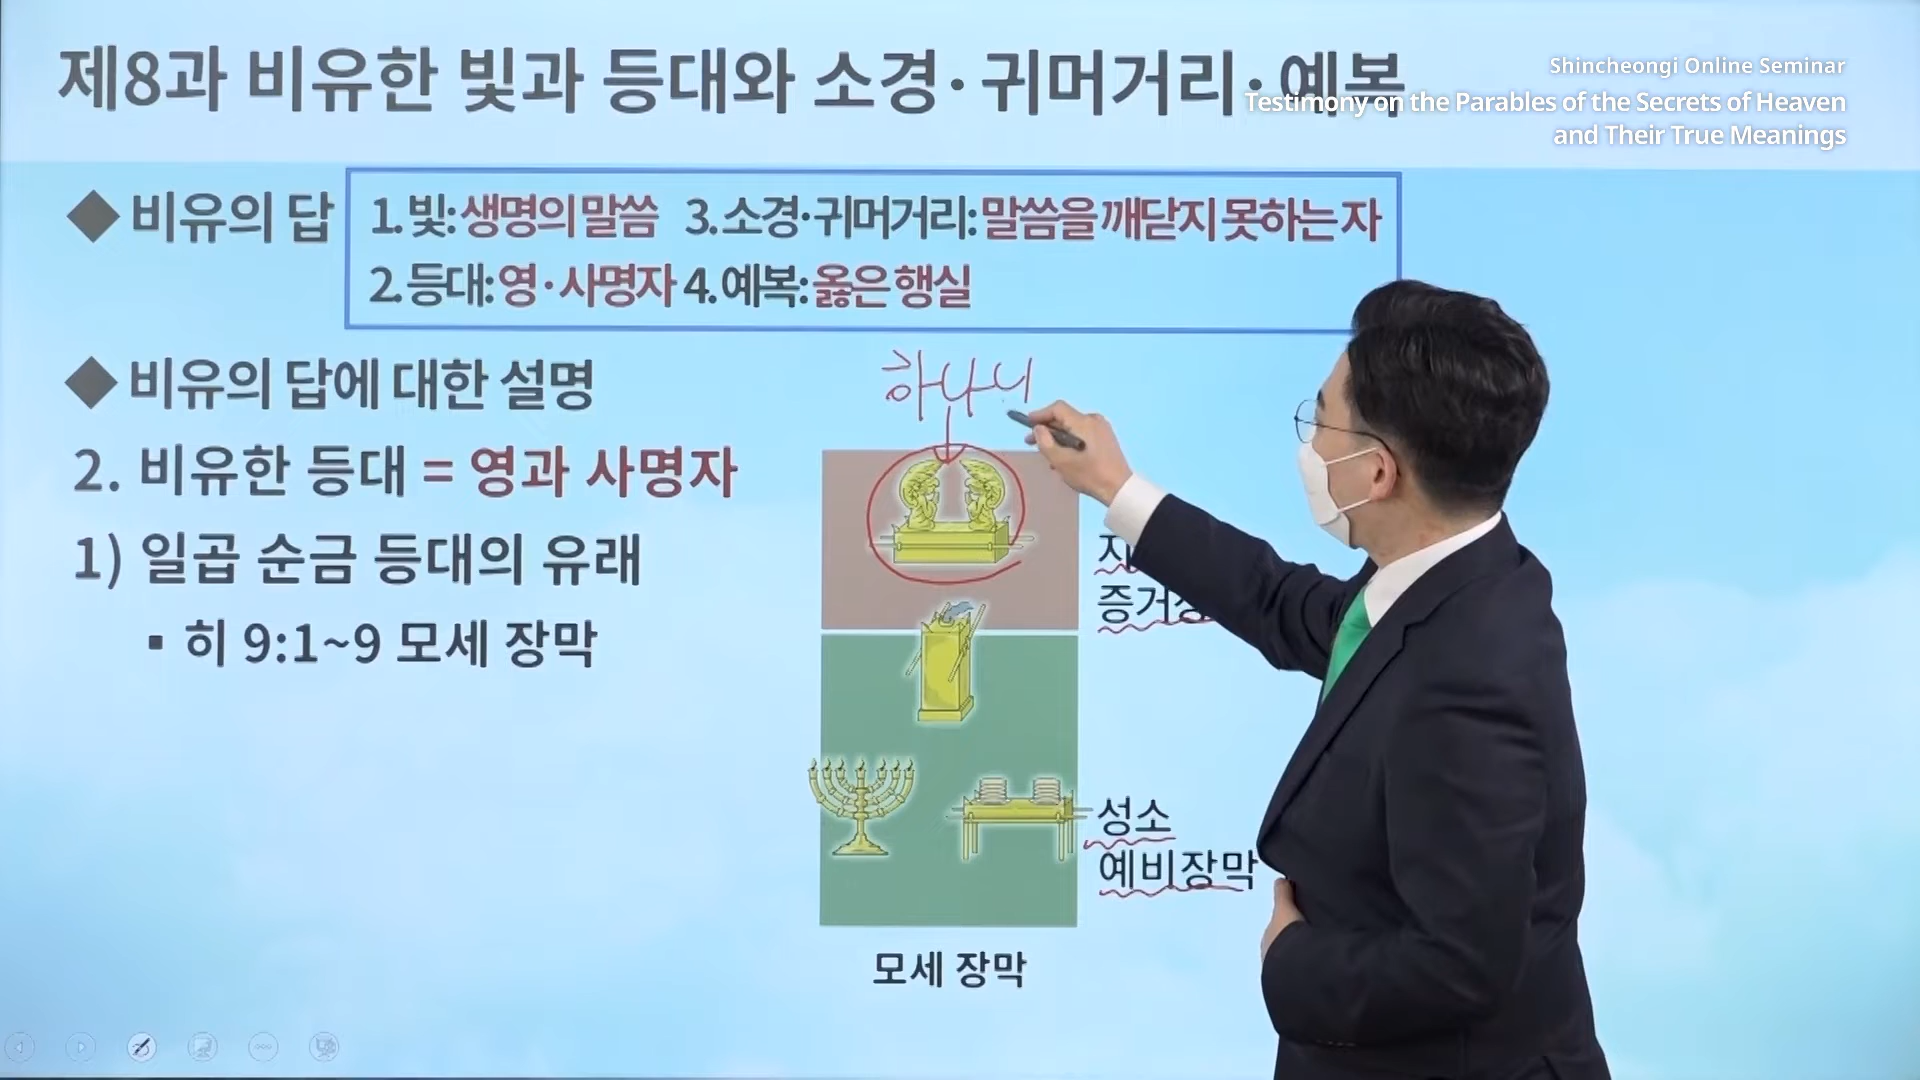 제8과 비유한 빛과 등대와 소경·귀머거리·예복
Shincheongi Online Seminar
Testimony on the Parables of the Secrets of Heaven
and Their True Meanings
◆ 비유의 답
1. 빛: 생명의 말씀 3. 소경·귀머거리: 말씀을 깨닫지 못하는 자
2. 등대: 영·사명자 4. 예복: 옳은 행실
◆ 비유의 답에 대한 설명
하나니
2. 비유한 등대 = 영과 사명자
1) 일곱 순금 등대의 유래
▪ 히 9:1~9 모세 장막
성소
예비장막
모세 장막